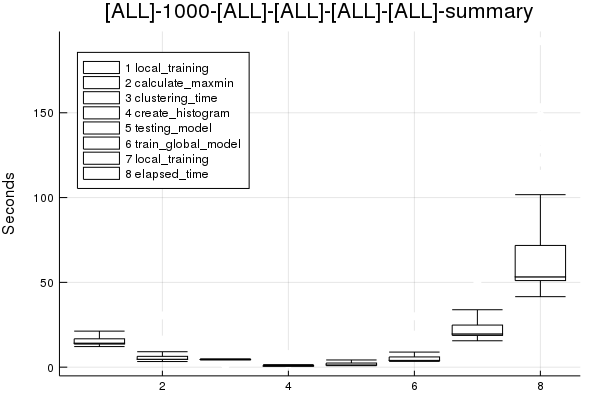 [ALL]-1000-[ALL]-[ALL]-[ALL]-[ALL]-summary
1 local_training
2 calculate_maxmin
3 clustering_time
4 create_histogram
5 testing_model
6 train_global_model
7 local_training
8 elapsed_time
Seconds
150
100
50
0
2 4 6 8